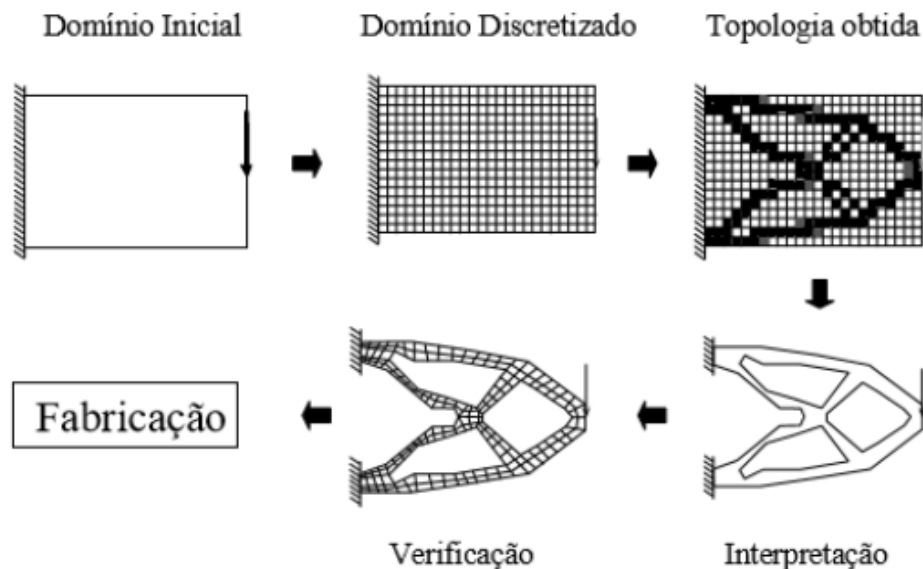 Domínio Inicial
Domínio Discretizado
Topologia obtida
Fabricação
Verificação
Interpretação